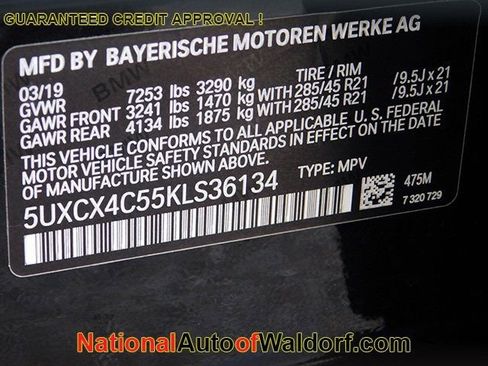 GUARANTEED CREDIT APPROVAL !
MFD BY BAYERISCHE MOTOREN WERKE AG
03/19 TIRE / RIM
GVWR 7253 lbs 3290 kg
GAWR FRONT 3241 lbs 1470 kg WITH 285/45 R21 /9.5J x 21
GAWR REAR 4134 lbs 1875 kg WITH 285/45 R21 /9.5J x 21
THIS VEHICLE CONFORMS TO ALL APPLICABLE U. S. FEDERAL
MOTOR VEHICLE SAFETY STANDARDS IN EFFECT ON THE
DATE OF MANUFACTURE SHOWN ABOVE.
5UXCX4C55KLS36134 TYPE: MPV
475M
7 320 729
NationalAutoofWaldorf.com